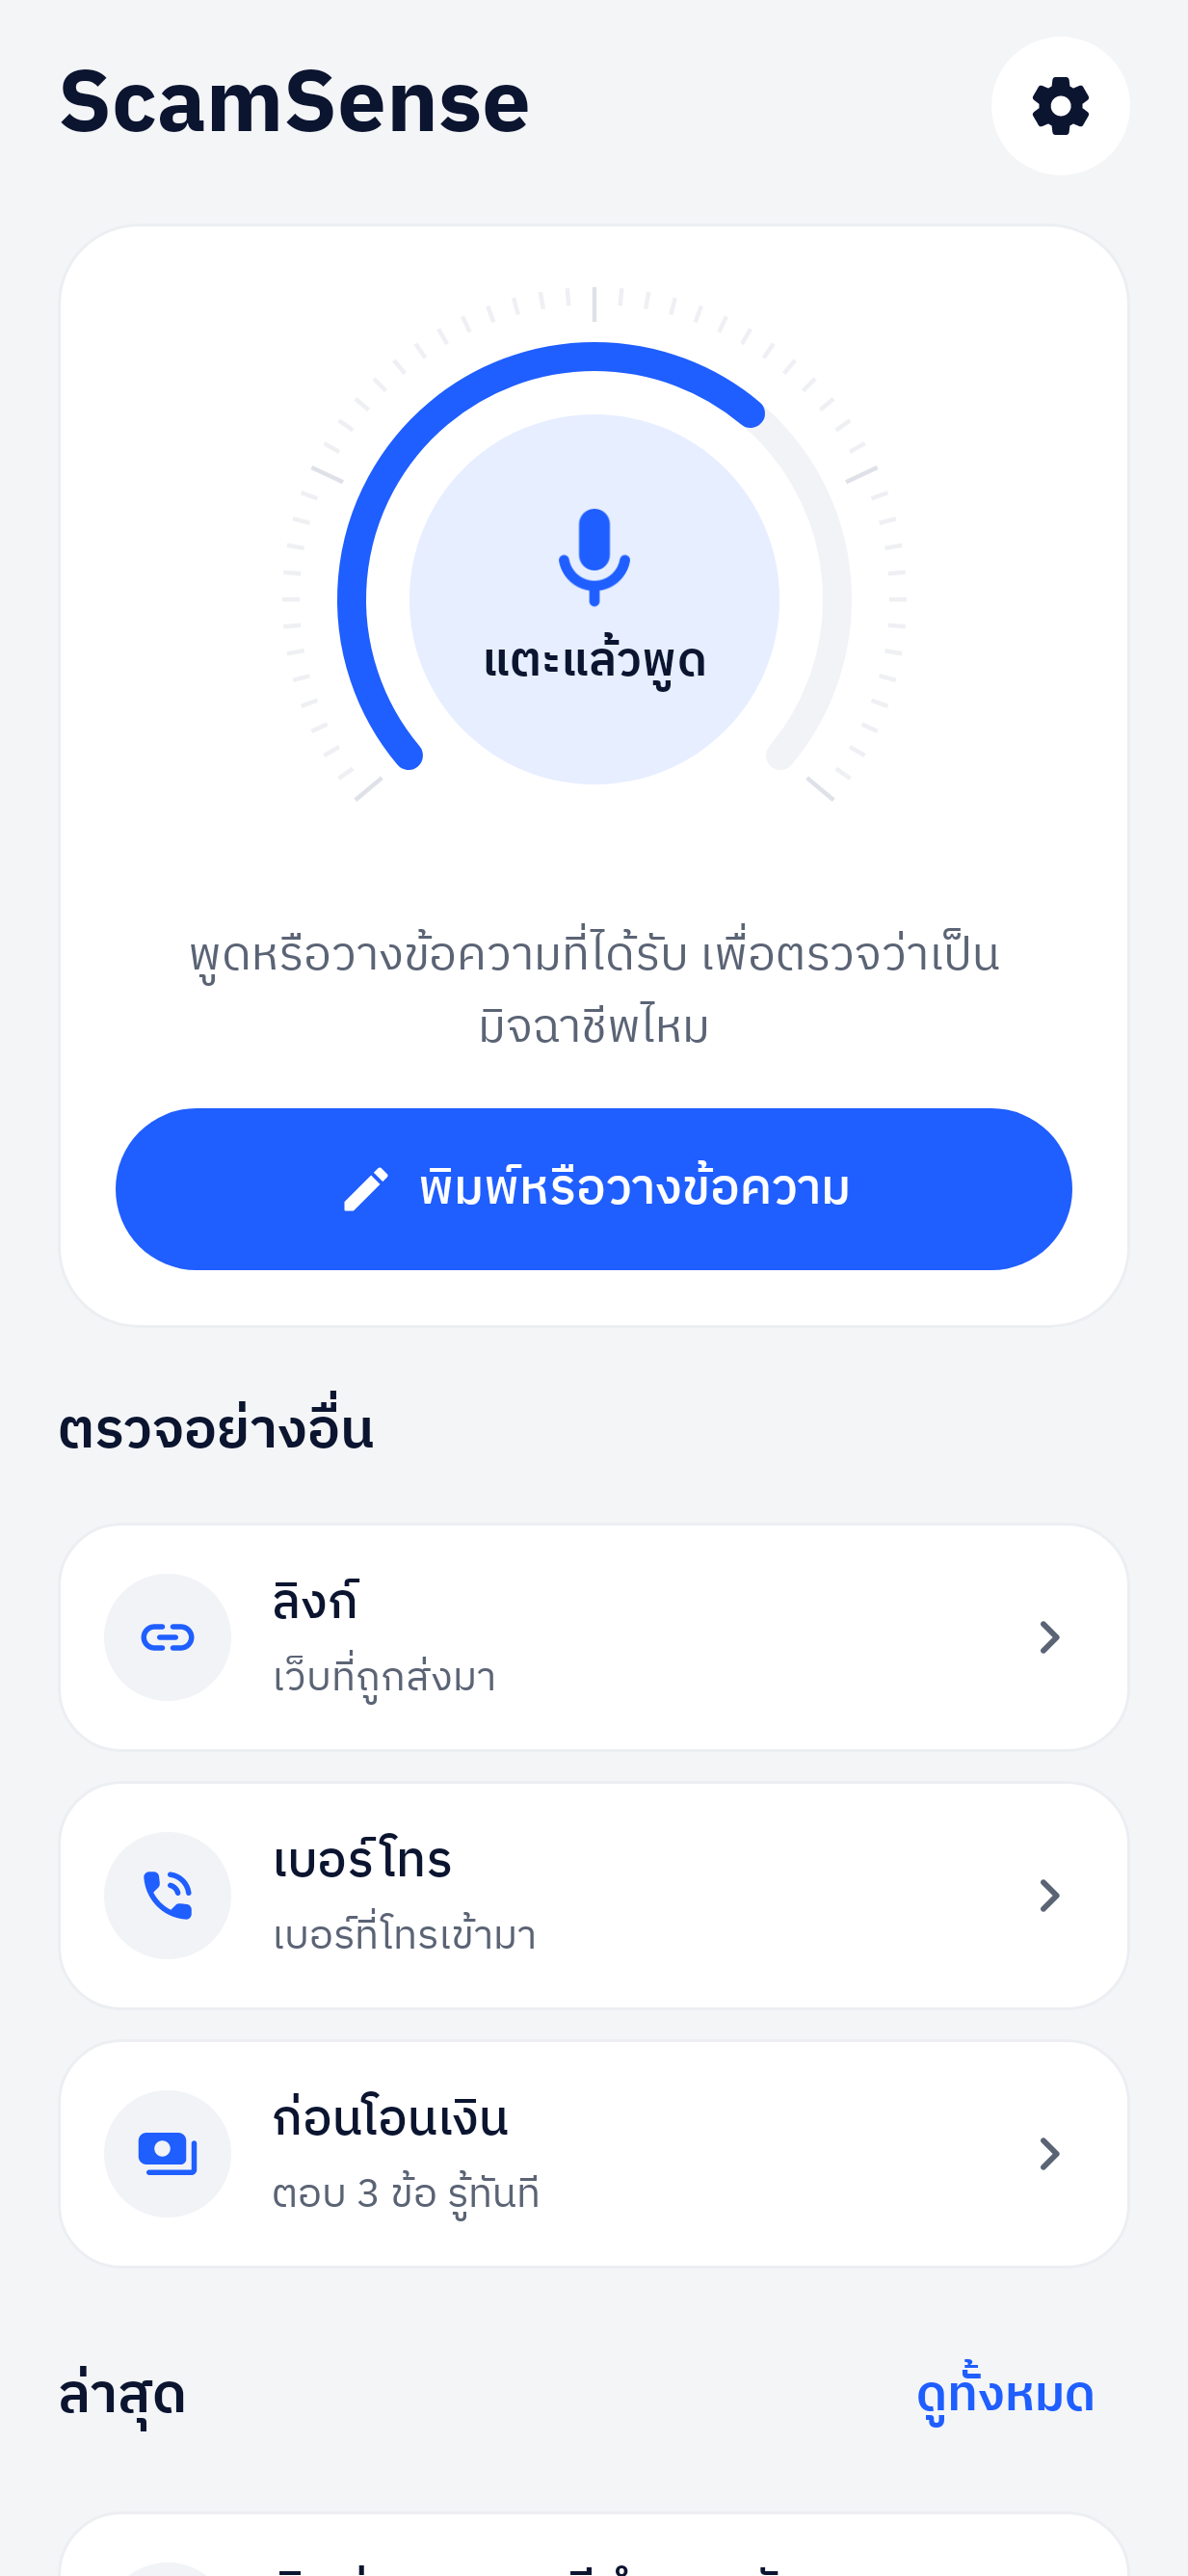 ScamSense
แตะแล้วพูด
พูดหรือวางข้อความที่ได้รับ เพื่อตรวจว่าเป็น
มิจฉาชีพไหม
พิมพ์หรือวางข้อความ
ตรวจอย่างอื่น
ลิงก์
เว็บที่ถูกส่งมา
เบอร์โทร
เบอร์ที่โทรเข้ามา
ก่อนโอนเงิน
ตอบ 3 ข้อ รู้ทันที
ล่าสุด
ดูทั้งหมด